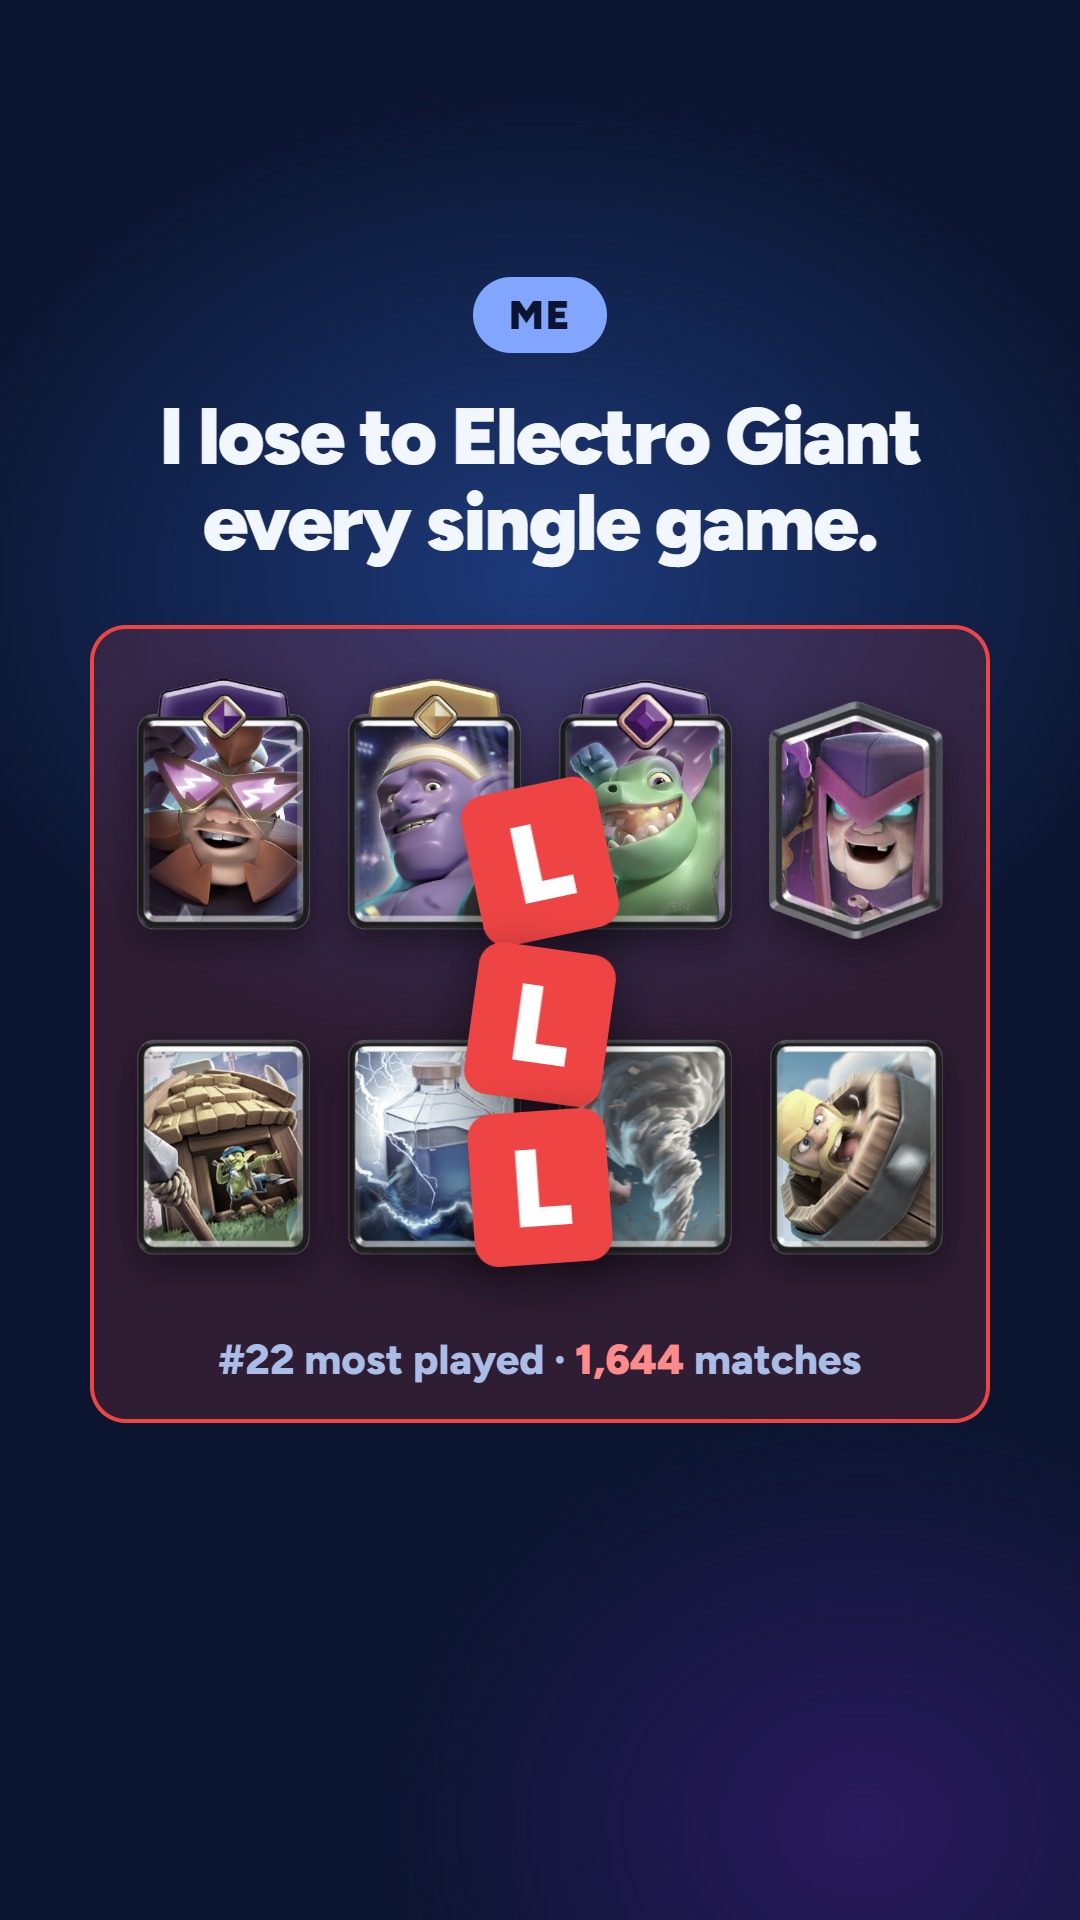 ME
I lose to Electro Giant
every single game.
L
L
L
#22 most played · 1,644 matches